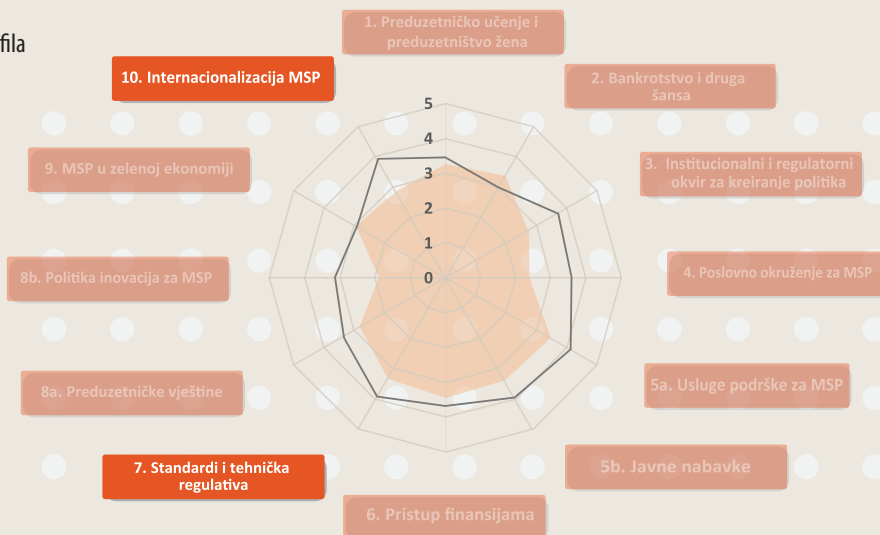 fila
1. Preduzetničko učenje i
preduzetništvo žena
10. Internacionalizacija MSP
2. Bankrotstvo i druga
šansa
9. MSP u zelenoj ekonomiji
3. Institucionalni i regulatorni
okvir za kreiranje politika
5
4
3
2
1
0
8b. Politika inovacija za MSP
4. Poslovno okruženje za MSP
8a. Preduzetničke vještine
5a. Usluge podrške za MSP
7. Standardi i tehnička
regulativa
5b. Javne nabavke
6. Pristup finansijama